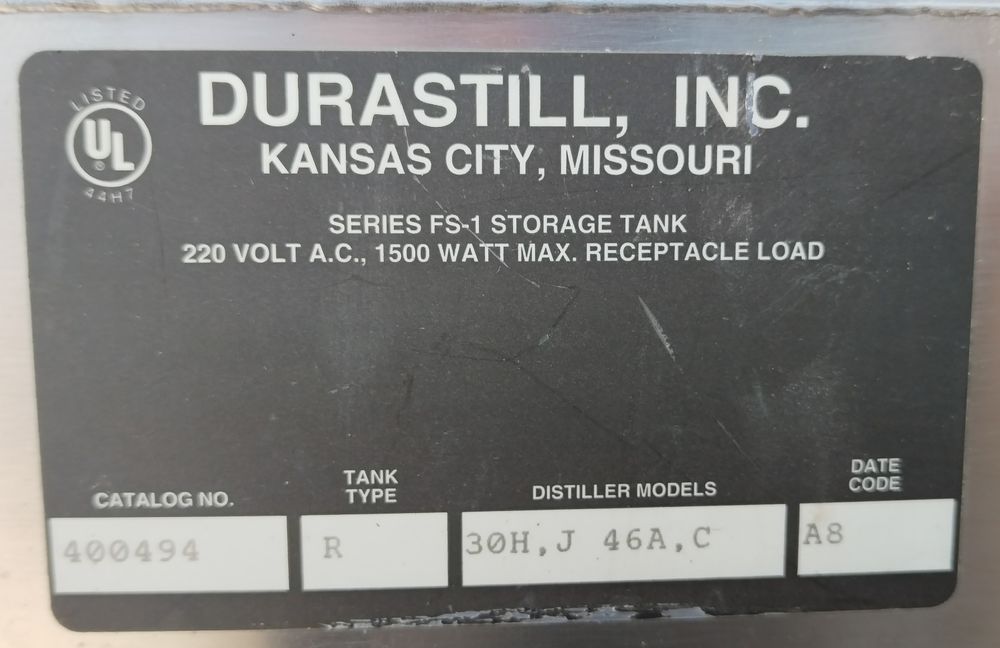 LISTED
UL
®
44H7
DURASTILL, INC.
KANSAS CITY, MISSOURI
SERIES FS-1 STORAGE TANK
220 VOLT A.C., 1500 WATT MAX. RECEPTACLE LOAD
CATALOG NO.
400494
TANK
TYPE
R
DISTILLER MODELS
30H,J 46A,C
DATE
CODE
A8